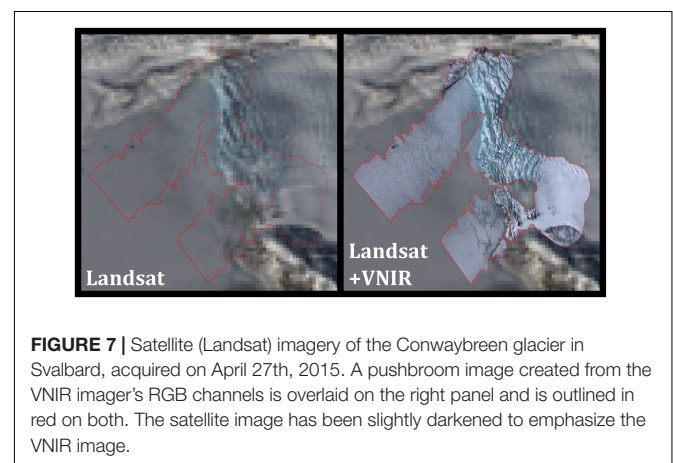 Landsat
Landsat
+VNIR
FIGURE 7 | Satellite (Landsat) imagery of the Conwaybreen glacier in
Svalbard, acquired on April 27th, 2015. A pushbroom image created from the
VNIR imager's RGB channels is overlaid on the right panel and is outlined in
red on both. The satellite image has been slightly darkened to emphasize the
VNIR image.